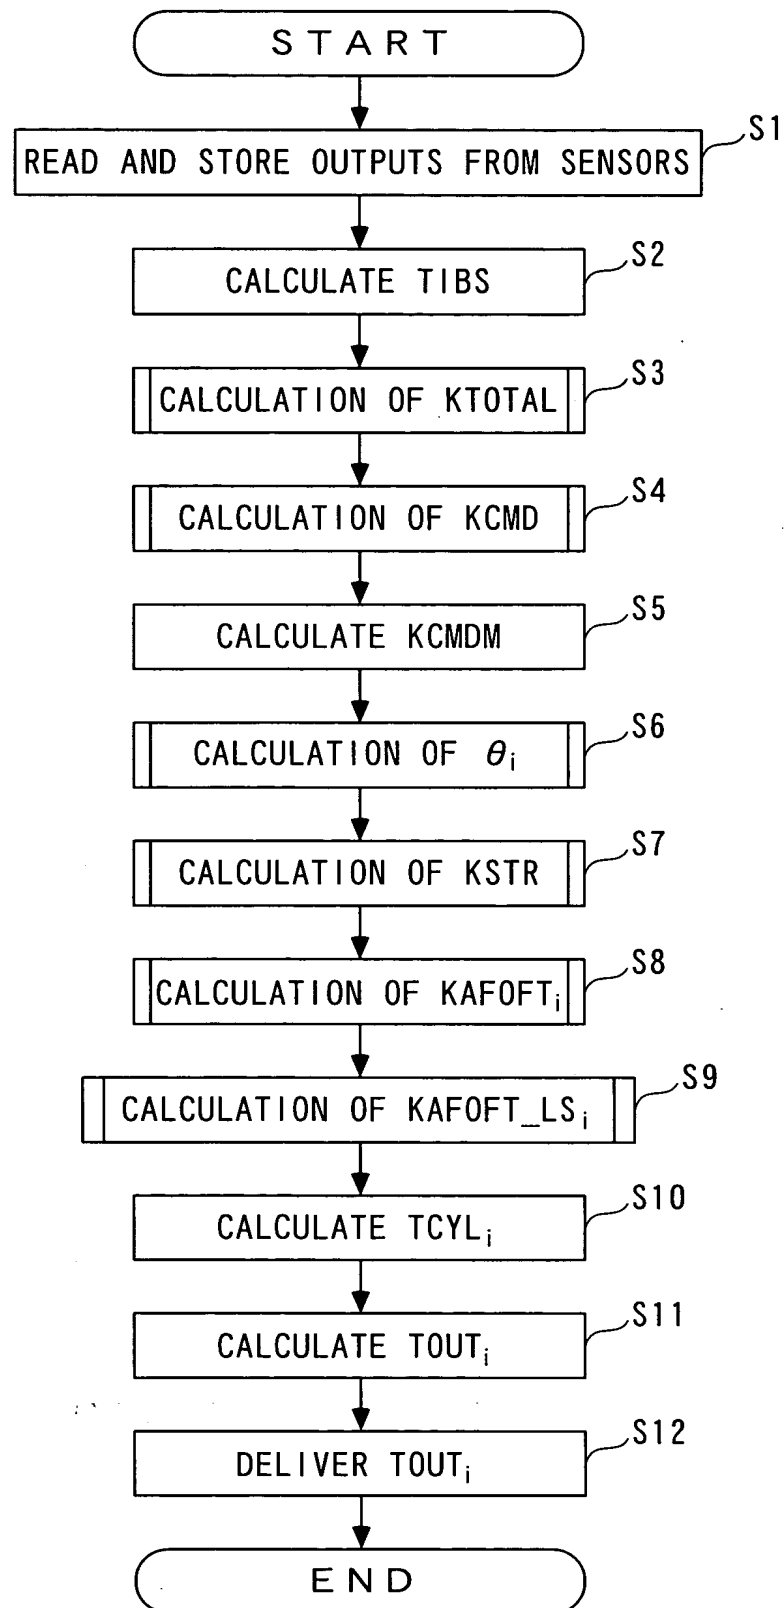 START
S1
READ AND STORE OUTPUTS FROM SENSORS
S2
CALCULATE TIBS
S3
CALCULATION OF KTOTAL
S4
CALCULATION OF KCMD
S5
CALCULATE KCMDM
S6
CALCULATION OF θi
S7
CALCULATION OF KSTR
S8
CALCULATION OF KAFOFTi
S9
CALCULATION OF KAFOFT_LSi
S10
CALCULATE TCYLi
S11
CALCULATE TOUTi
S12
DELIVER TOUTi
END